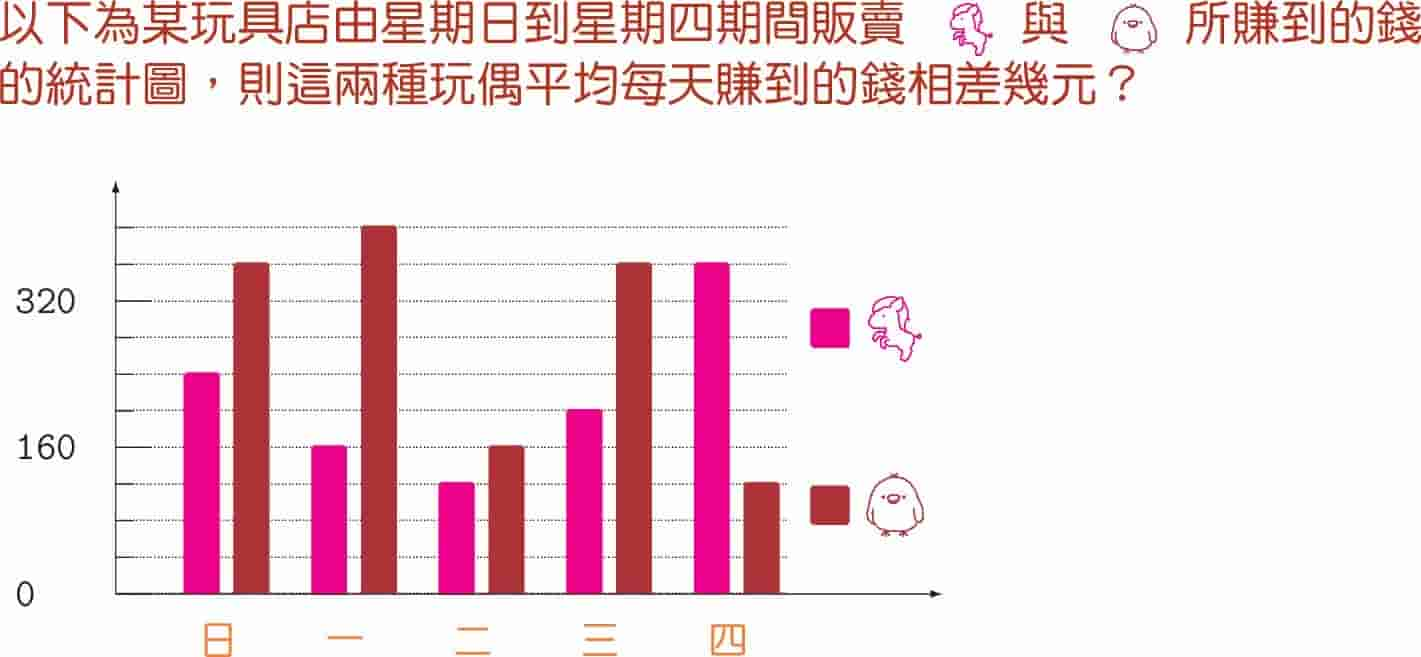 以下為某玩具店由星期日到星期四期間販賣 與 所賺到的錢
的統計圖，則這兩種玩偶平均每天賺到的錢相差幾元？
320
160
0
日 一 二 三 四